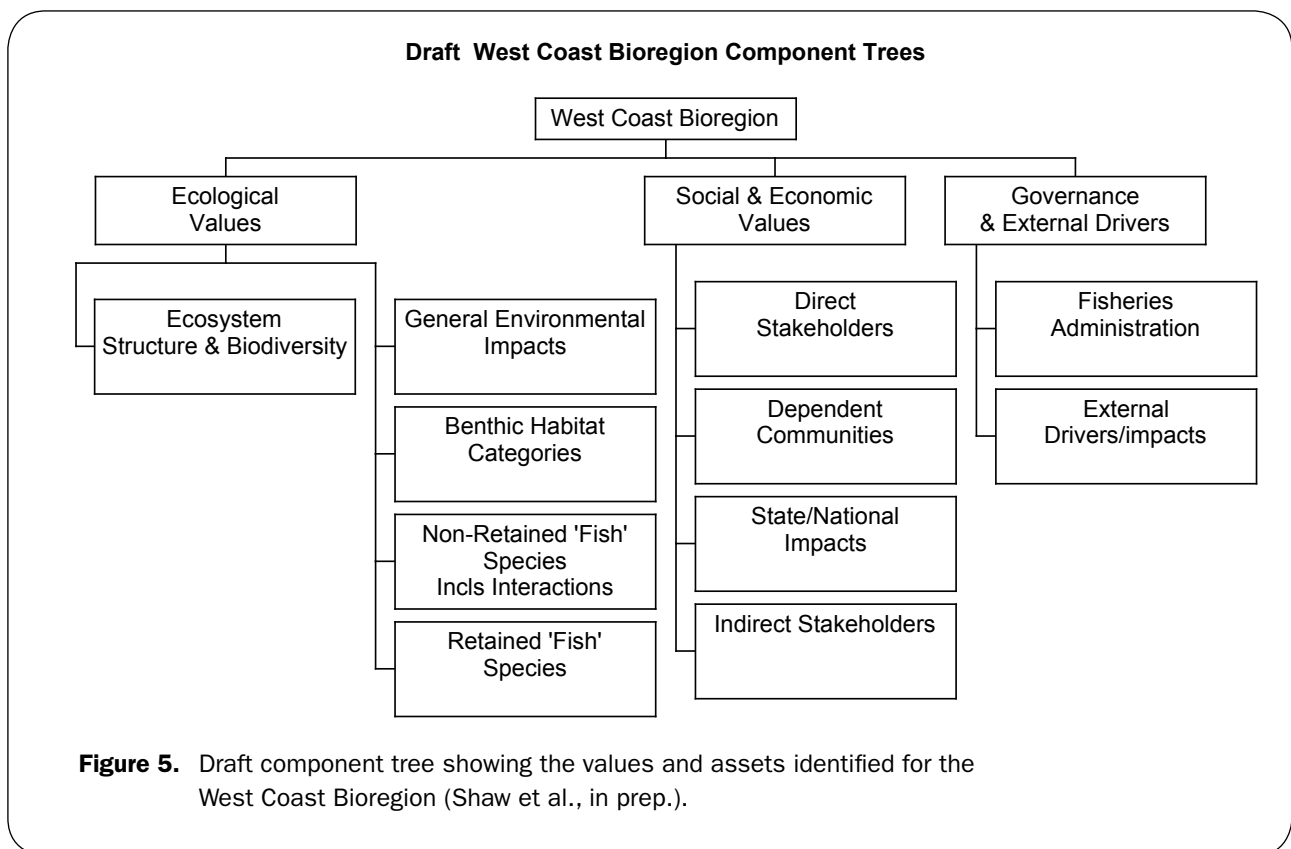 Draft West Coast Bioregion Component Trees
West Coast Bioregion
Ecological
Values
Social & Economic
Values
Governance
& External Drivers
Ecosystem
Structure & Biodiversity
General Environmental
Impacts
Benthic Habitat
Categories
Non-Retained 'Fish'
Species
Incls Interactions
Retained 'Fish'
Species
Direct
Stakeholders
Dependent
Communities
State/National
Impacts
Indirect Stakeholders
Fisheries
Administration
External
Drivers/impacts
Figure 5. Draft component tree showing the values and assets identified for the
West Coast Bioregion (Shaw et al., in prep.).